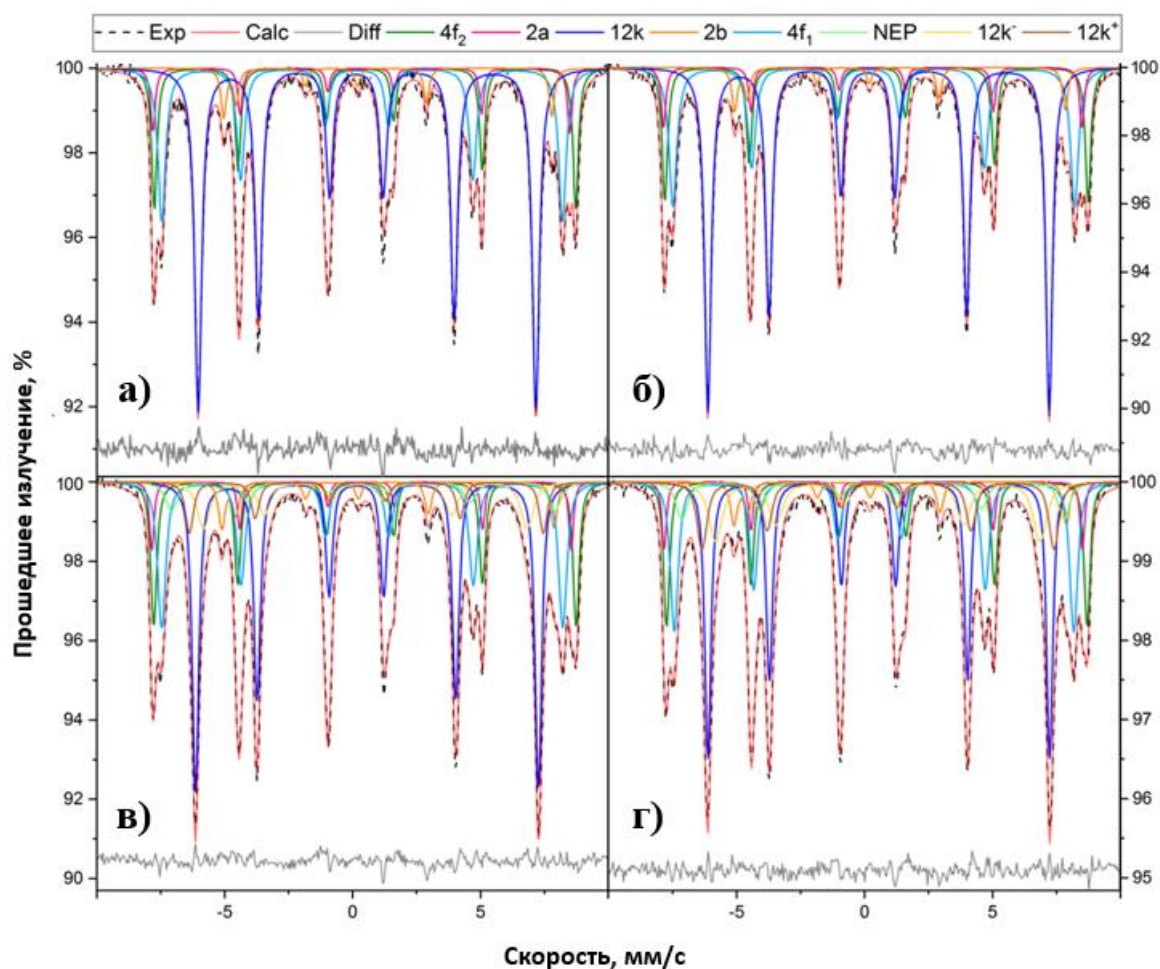 Exp Calc Diff 4f₂ 2a 12k 2b 4f₁ NEP 12k⁻ 12k⁺
100 100
98 98
96 96
94 94
92 92
90
а) б)
100 100
98 99
96 98
94 97
92 96
90 95
в) г)
-5 0 5 -5 0 5
Прошедшее излучение, %
Скорость, мм/с